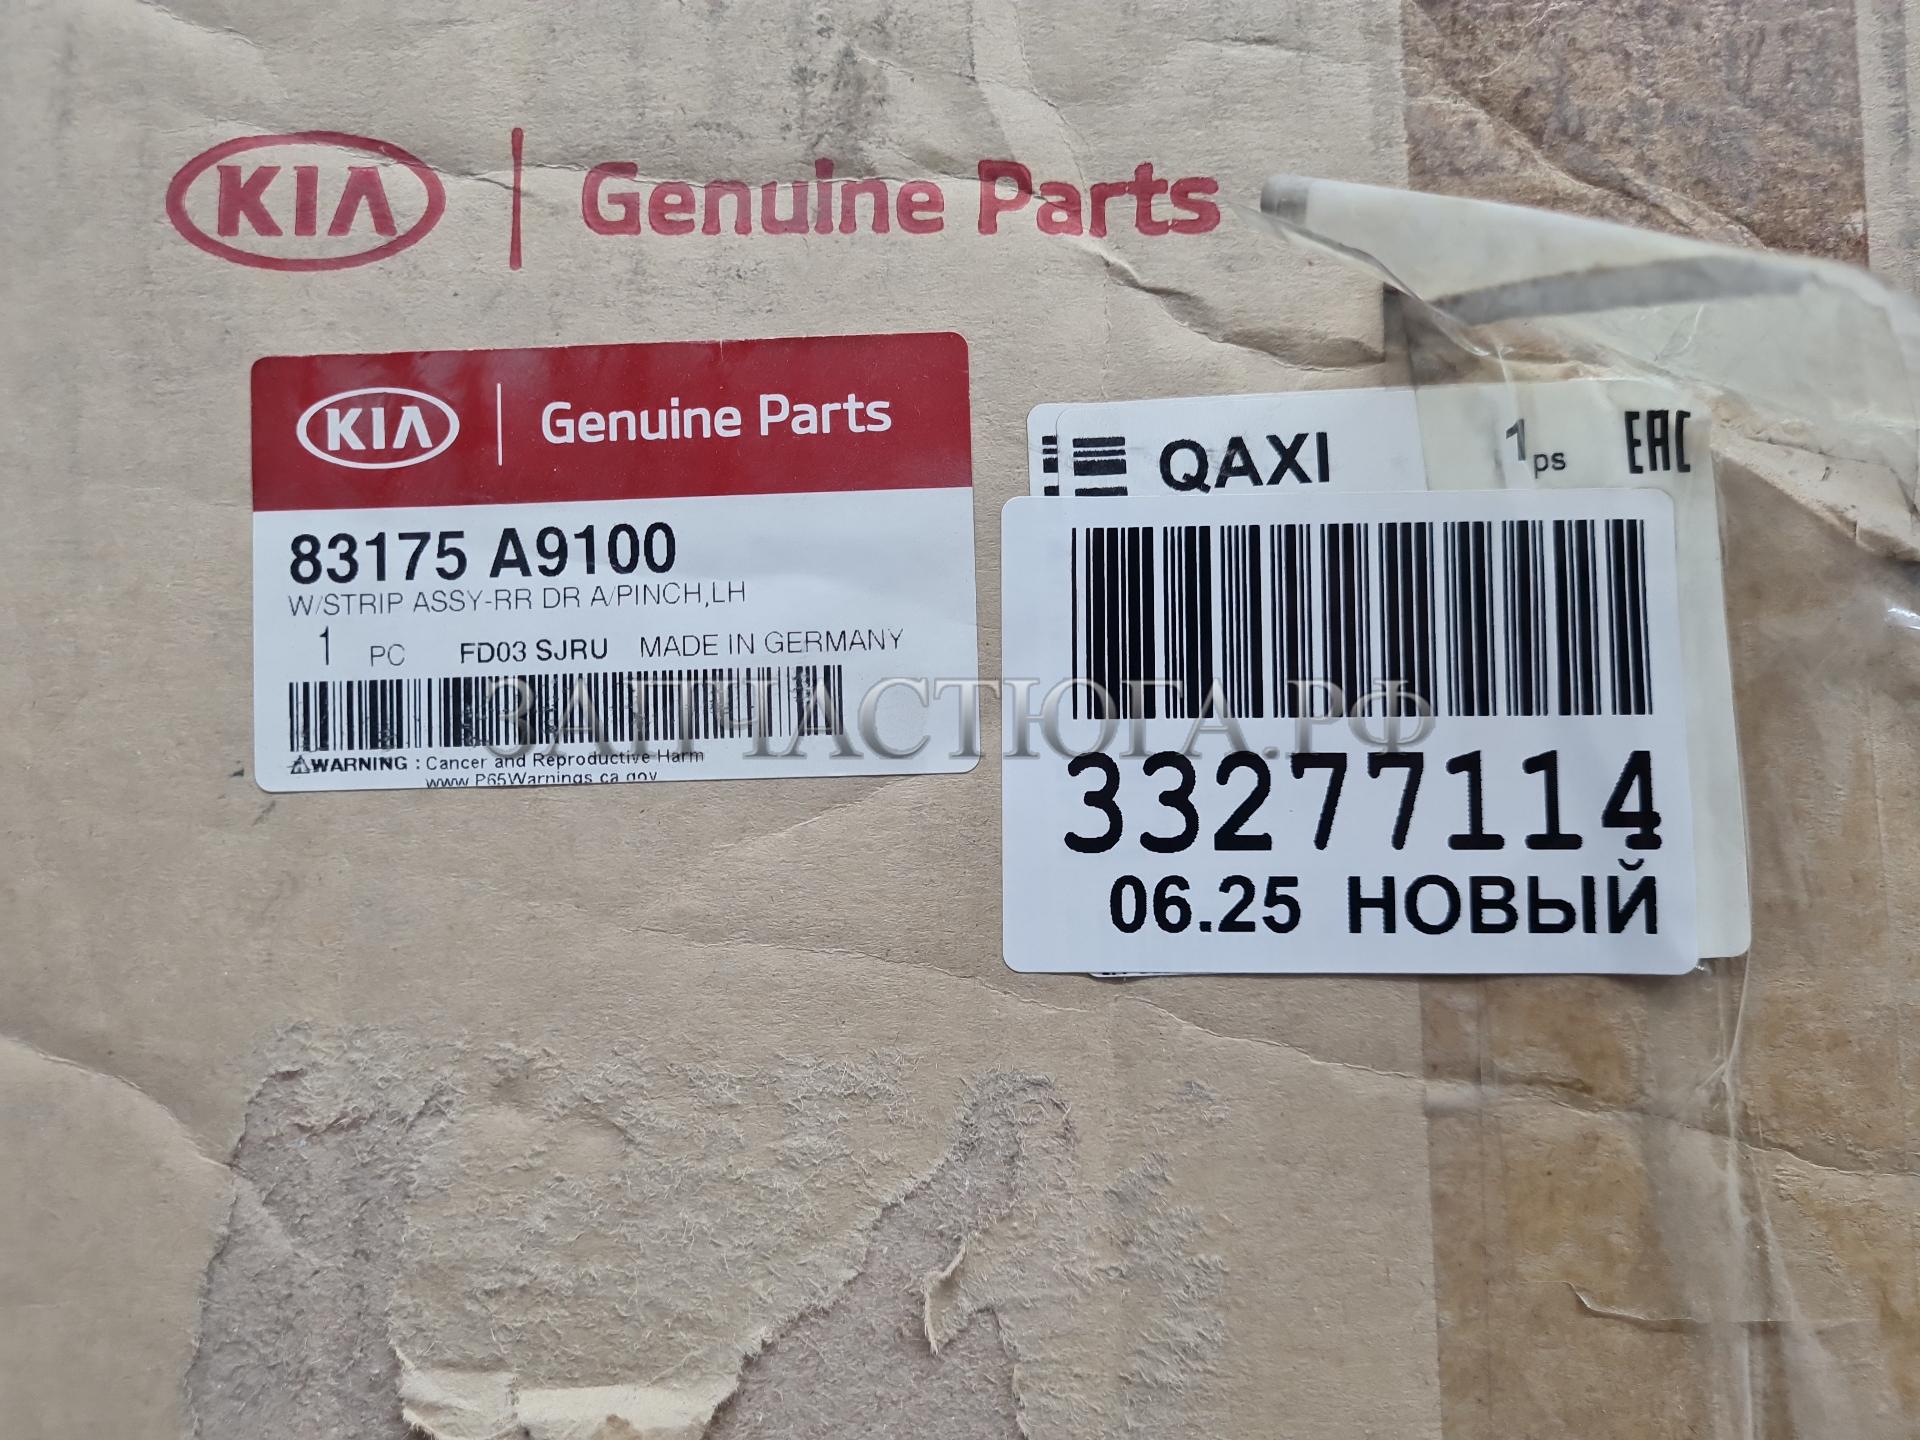 KIA Genuine Parts
KIA Genuine Parts
83175 A9100
W/STRIP ASSY-RR DR A/PINCH,LH
1 PC FD03 SJRU MADE IN GERMANY
WARNING : Cancer and Reproductive Harm
www.P65Warnings.ca.gov
QAXI 1ps EAC
33277114
06.25 НОВЫЙ
ЗАПЧАСТЮГА.РФ